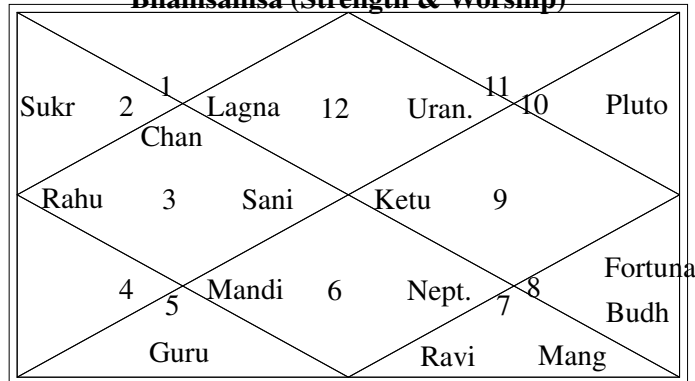 Bhamsamsa (Strength & Worship)
1 11
Sukr 2 Lagna 12 Uran. 10 Pluto
Chan
Rahu 3 Sani Ketu 9
Fortuna
4 Mandi 6 Nept. 8
5 7 Budh
Guru Ravi Mang